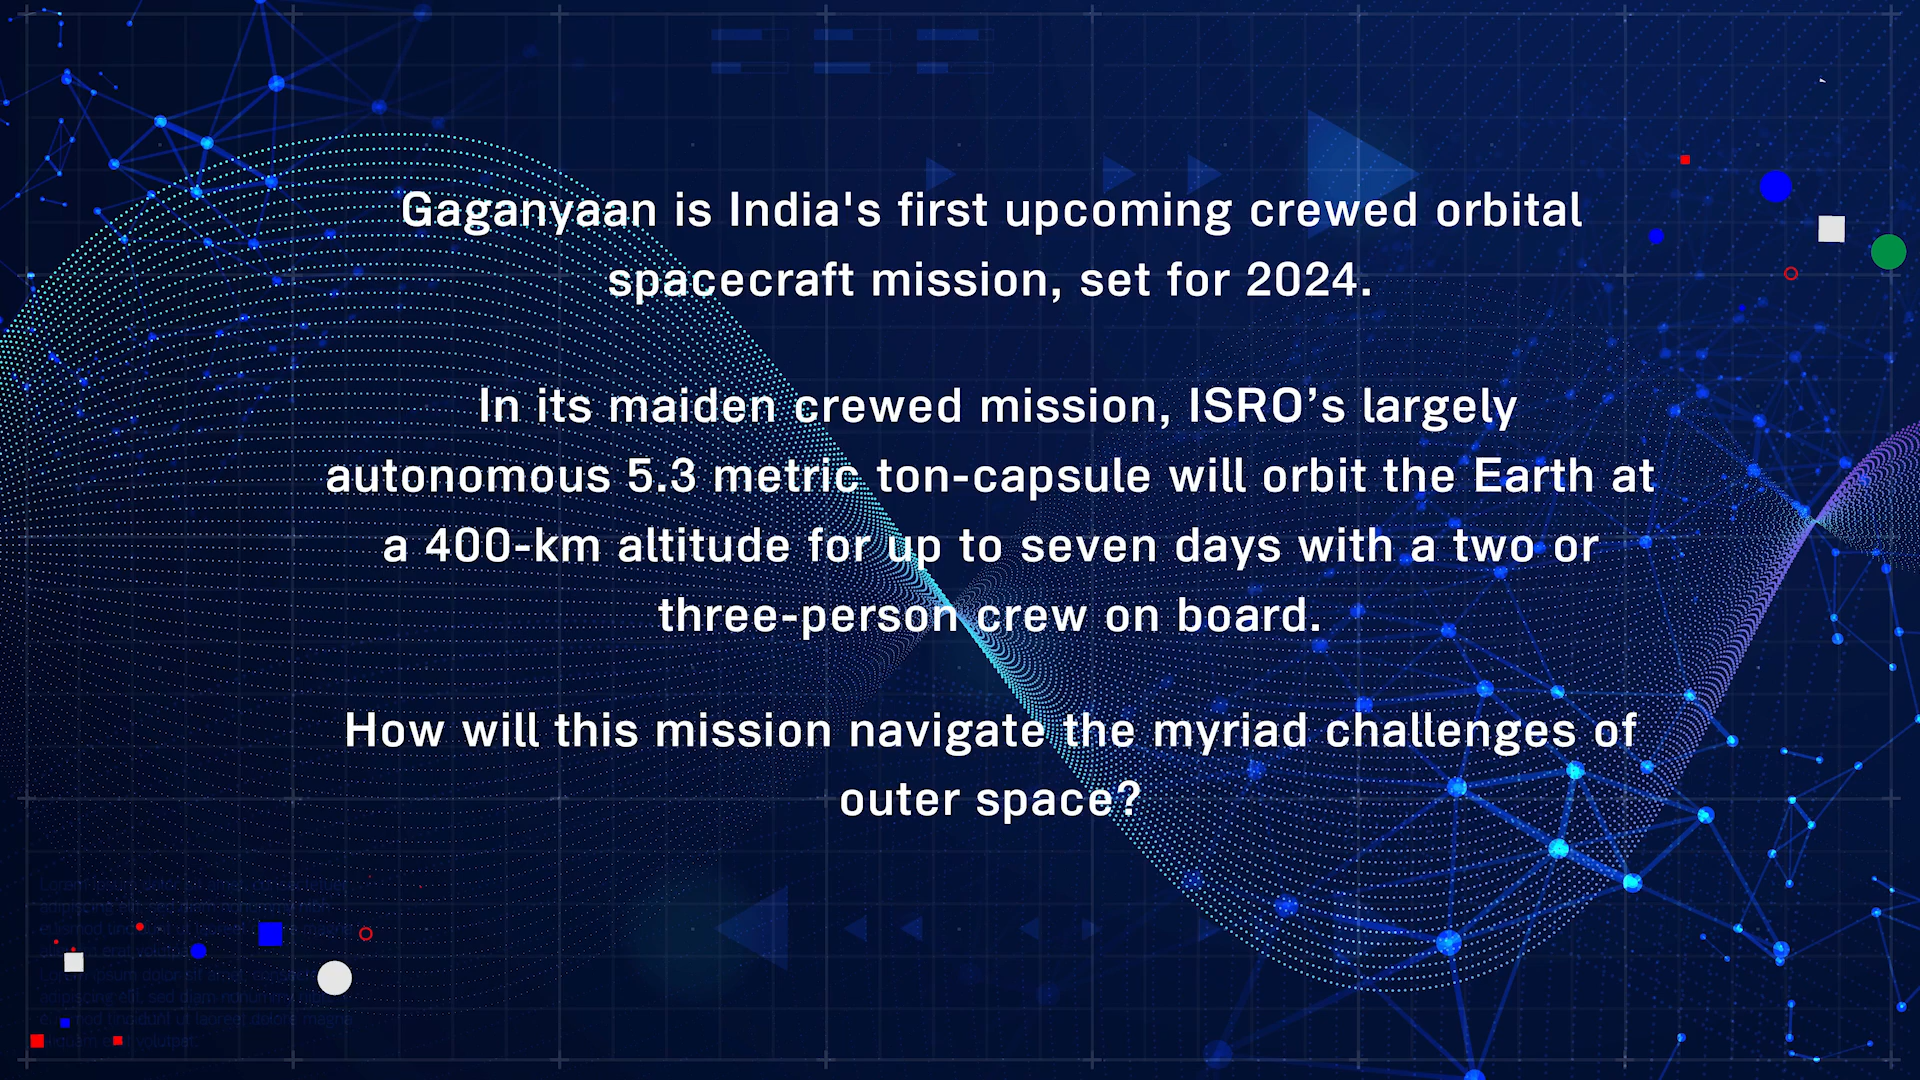 Gaganyaan is India's first upcoming crewed orbital
spacecraft mission, set for 2024.
In its maiden crewed mission, ISRO’s largely
autonomous 5.3 metric ton-capsule will orbit the Earth at
a 400-km altitude for up to seven days with a two or
three-person crew on board.
How will this mission navigate the myriad challenges of
outer space?